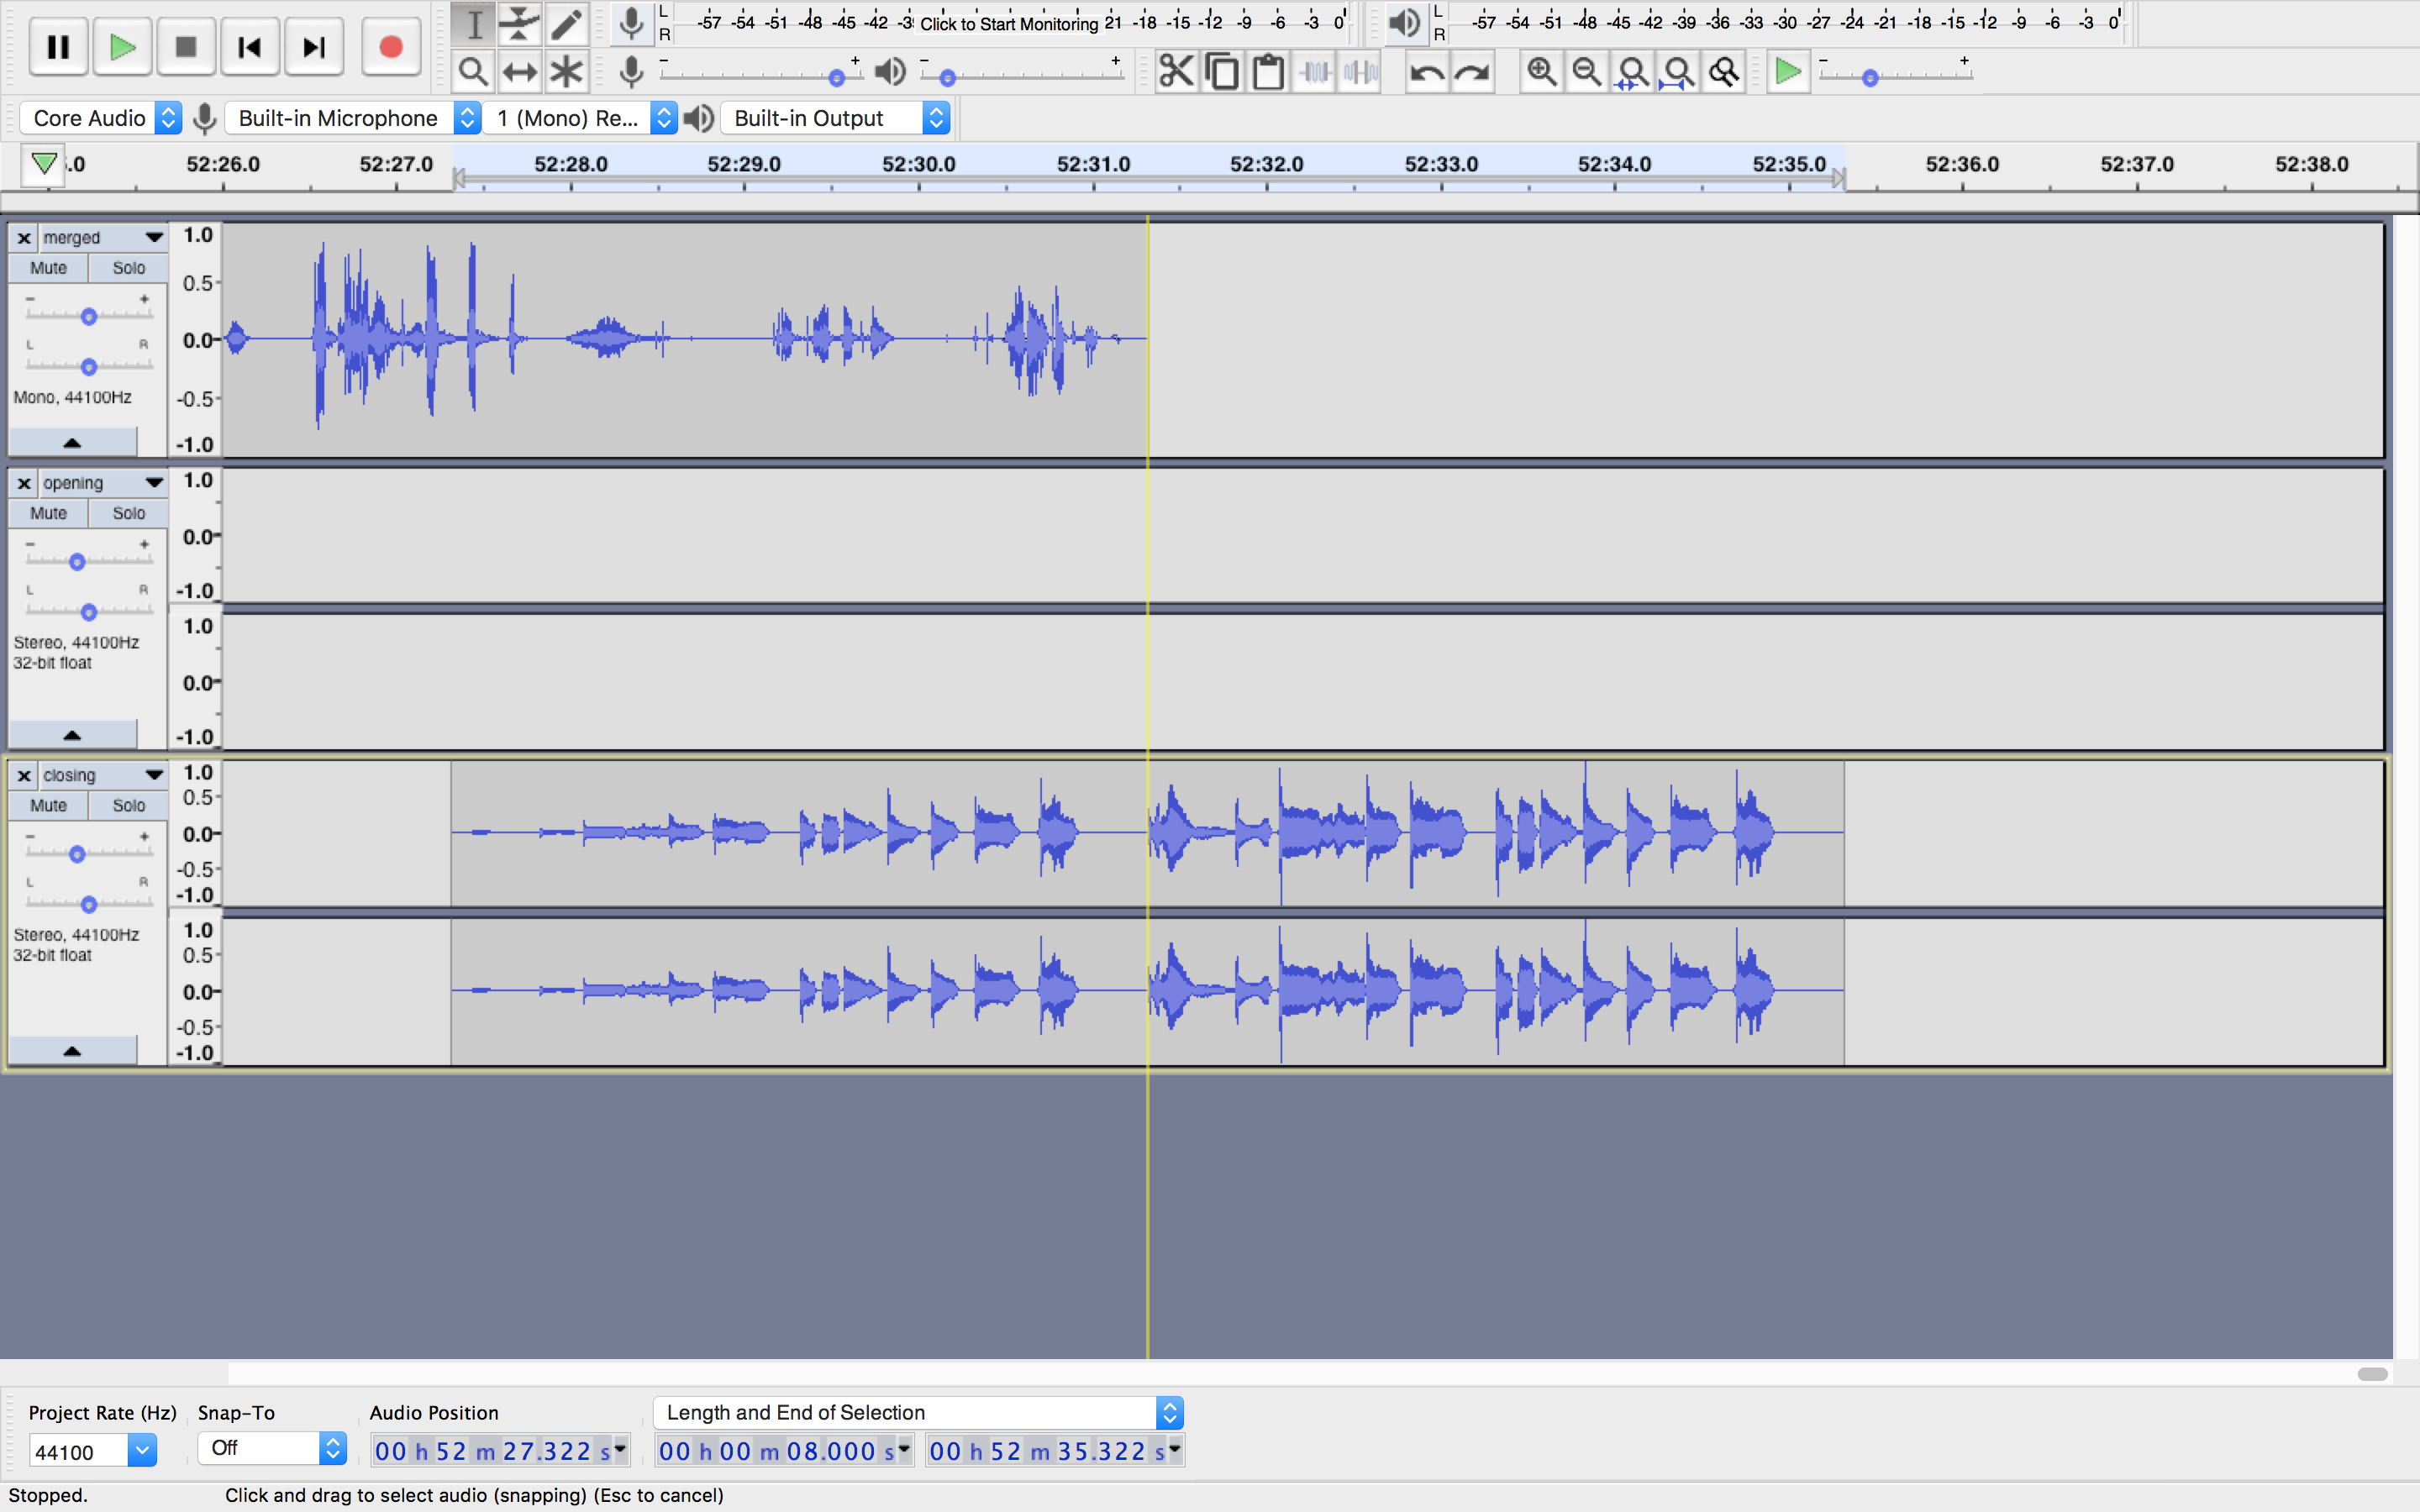 L
R
-57 -54 -51 -48 -45 -42 Click to Start Monitoring 21 -18 -15 -12 -9 -6 -3 0
L
R
-57 -54 -51 -48 -45 -42 -39 -36 -33 -30 -27 -24 -21 -18 -15 -12 -9 -6 -3 0
- +
- +
- +
Core Audio
Built-in Microphone
1 (Mono) Re...
Built-in Output
.0 52:26.0 52:27.0 52:28.0 52:29.0 52:30.0 52:31.0 52:32.0 52:33.0 52:34.0 52:35.0 52:36.0 52:37.0 52:38.0
x merged
Mute Solo
- +
L R
Mono, 44100Hz
1.0
0.5
0.0
-0.5
-1.0
x opening
Mute Solo
- +
L R
Stereo, 44100Hz
32-bit float
1.0
0.0
-1.0
1.0
0.0
-1.0
x closing
Mute Solo
- +
L R
Stereo, 44100Hz
32-bit float
1.0
0.5
0.0
-0.5
-1.0
1.0
0.5
0.0
-0.5
-1.0
Project Rate (Hz) Snap-To Audio Position Length and End of Selection
44100 Off 00 h 52 m 27.322 s 00 h 00 m 08.000 s 00 h 52 m 35.322 s
Stopped. Click and drag to select audio (snapping) (Esc to cancel)